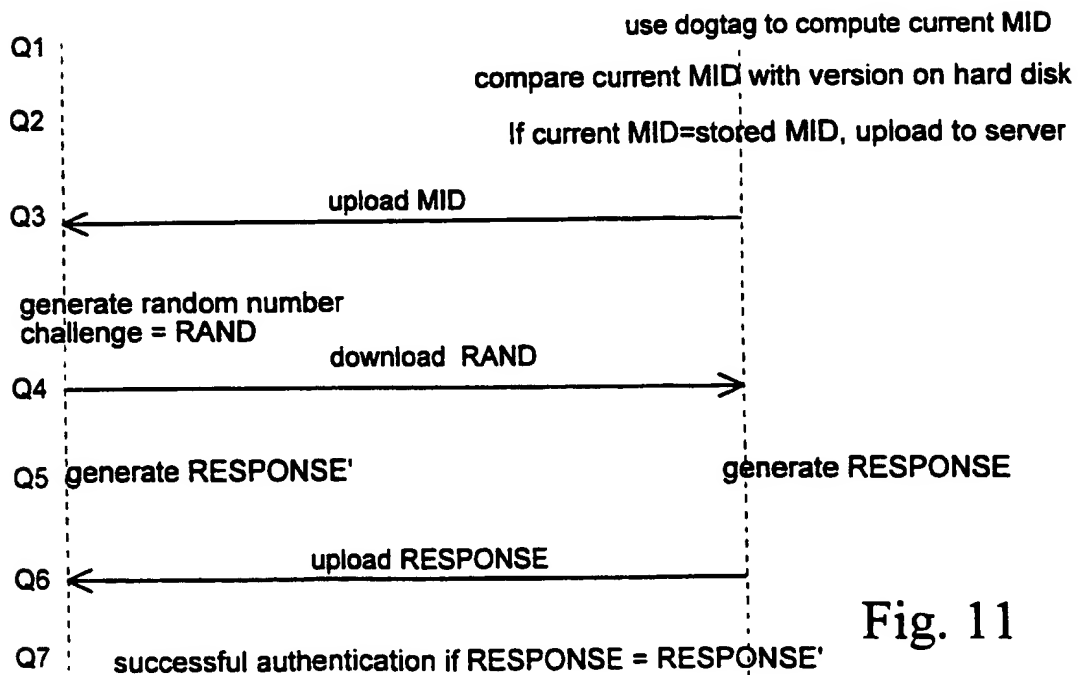 use dogtag to compute current MID
Q1
compare current MID with version on hard disk
Q2
If current MID=stored MID, upload to server
upload MID
Q3
generate random number
challenge = RAND
download RAND
Q4
Q5 generate RESPONSE' generate RESPONSE
upload RESPONSE
Q6
Fig. 11
Q7 successful authentication if RESPONSE = RESPONSE'